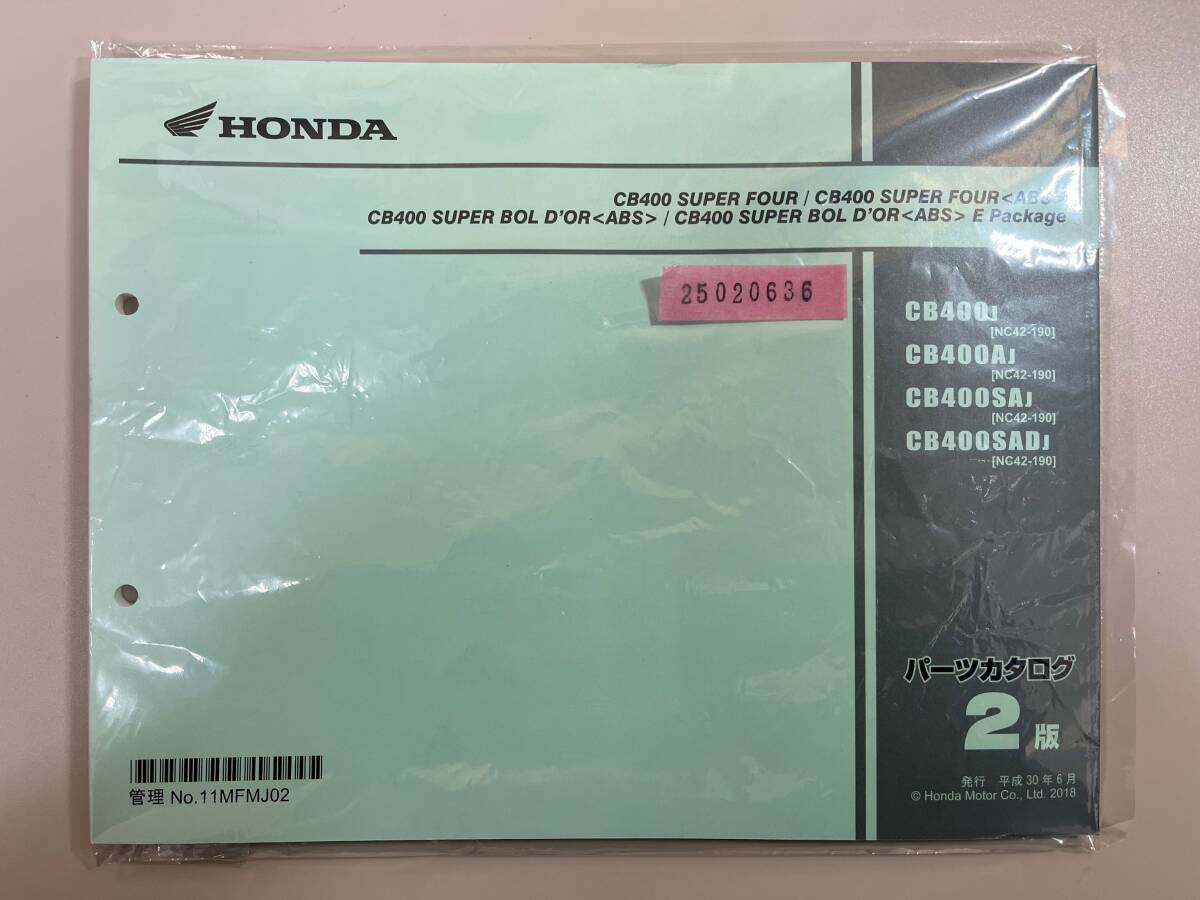 HONDA
CB400 SUPER FOUR / CB400 SUPER FOUR<ABS>
CB400 SUPER BOL D'OR<ABS> / CB400 SUPER BOL D'OR<ABS> E Package
25020636
CB400J
[NC42-190]
CB400AJ
[NC42-190]
CB400SAJ
[NC42-190]
CB400SADJ
[NC42-190]
パーツカタログ
2版
発行 平成30年6月
© Honda Motor Co., Ltd. 2018
管理 No.11MFMJ02